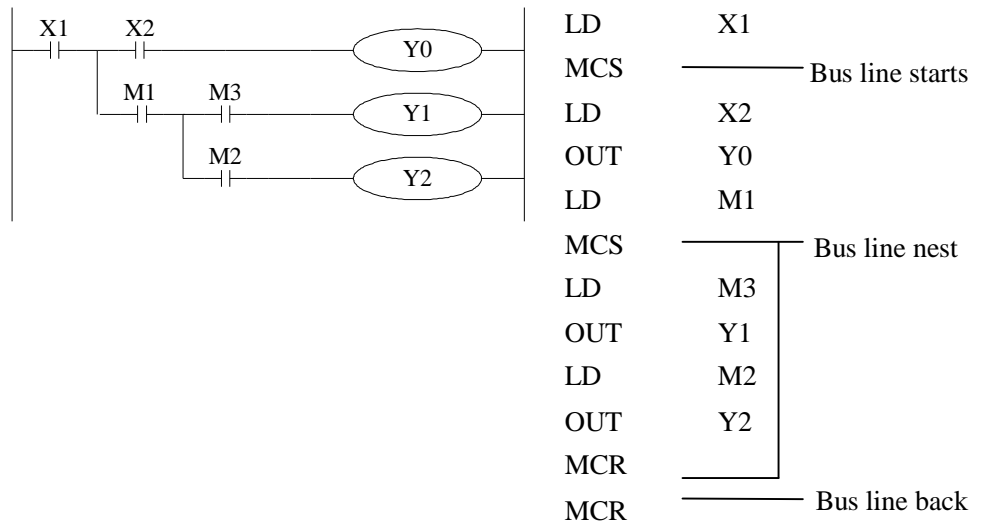 X1 X2
Y0
M1 M3
Y1
M2
Y2
LD X1
MCS Bus line starts
LD X2
OUT Y0
LD M1
MCS Bus line nest
LD M3
OUT Y1
LD M2
OUT Y2
MCR
MCR Bus line back